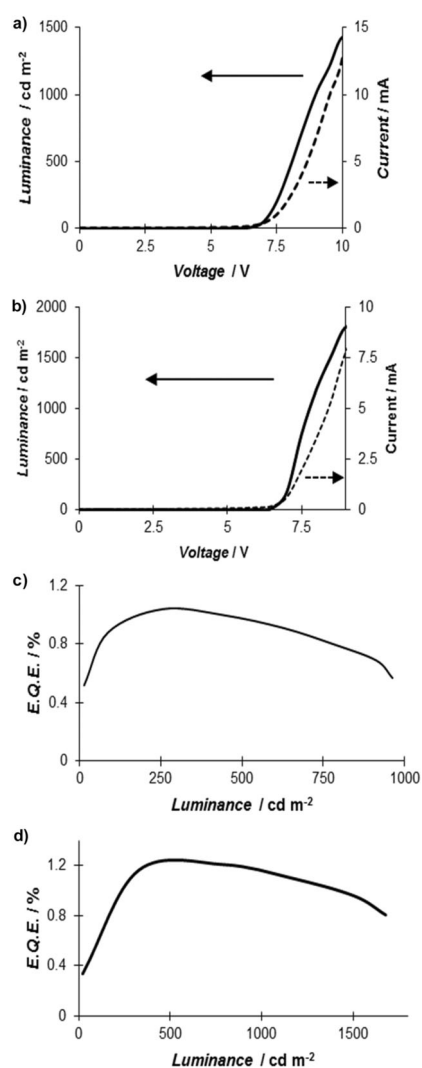 a)
1500
1000
500
0
Luminance / cd m-2
15
10
5
0
Current / mA
0 2.5 5 7.5 10
Voltage / V
b)
2000
1500
1000
500
0
Luminance / cd m-2
10
7.5
5
2.5
0
Current / mA
0 2.5 5 7.5
Voltage / V
c)
1.2
0.8
0.4
0
E.Q.E. / %
0 250 500 750 1000
Luminance / cd m-2
d)
1.2
0.8
0.4
0
E.Q.E. / %
0 500 1000 1500
Luminance / cd m-2